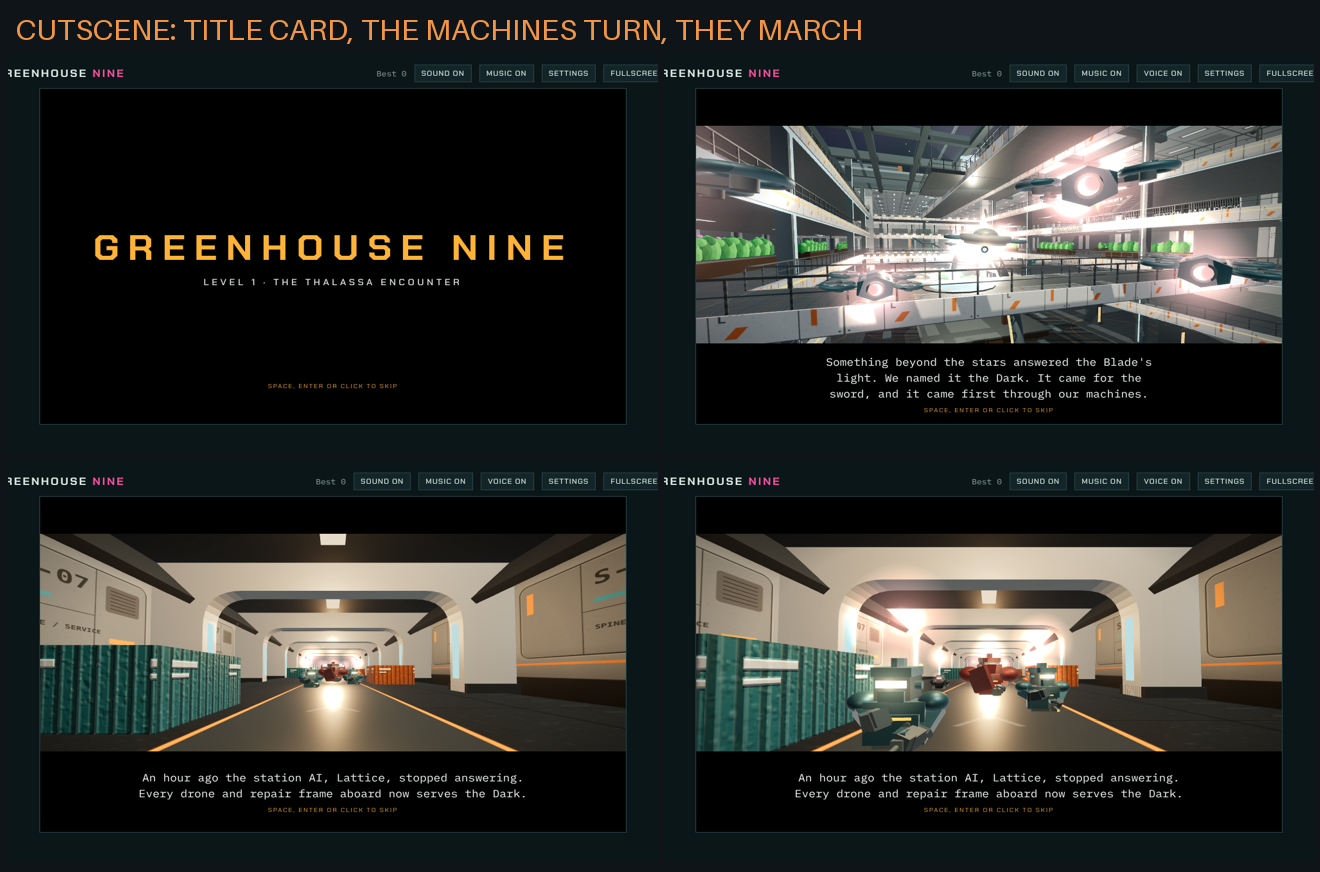 CUTSCENE: TITLE CARD, THE MACHINES TURN, THEY MARCH
REENHOUSE NINE
Best 0
SOUND ON
MUSIC ON
SETTINGS
FULLSCREE
GREENHOUSE NINE
LEVEL 1 · THE THALASSA ENCOUNTER
SPACE, ENTER OR CLICK TO SKIP
REENHOUSE NINE
Best 0
SOUND ON
MUSIC ON
VOICE ON
SETTINGS
FULLSCREE
Something beyond the stars answered the Blade's
light. We named it the Dark. It came for the
sword, and it came first through our machines.
SPACE, ENTER OR CLICK TO SKIP
REENHOUSE NINE
Best 0
SOUND ON
MUSIC ON
VOICE ON
SETTINGS
FULLSCREE
-07
E / SERVICE
S-
SPINE
An hour ago the station AI, Lattice, stopped answering.
Every drone and repair frame aboard now serves the Dark.
SPACE, ENTER OR CLICK TO SKIP
REENHOUSE NINE
Best 0
SOUND ON
MUSIC ON
VOICE ON
SETTINGS
FULLSCREE
An hour ago the station AI, Lattice, stopped answering.
Every drone and repair frame aboard now serves the Dark.
SPACE, ENTER OR CLICK TO SKIP